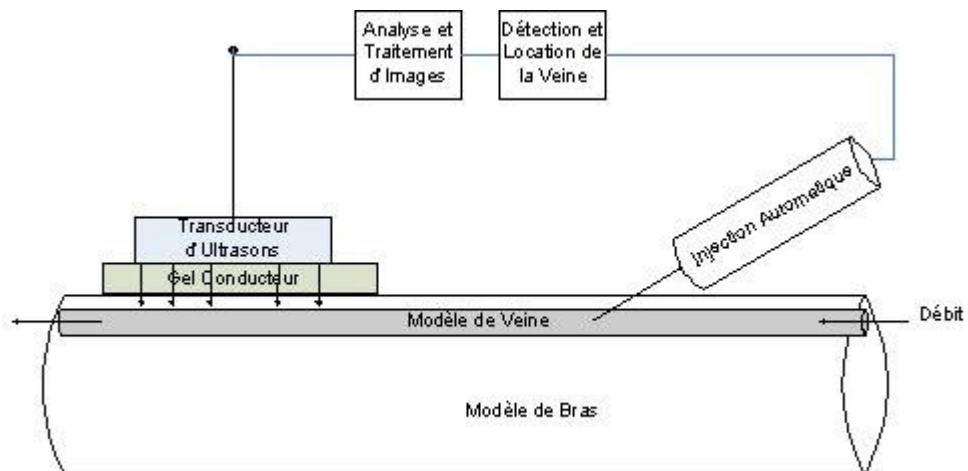 Analyse et
Traitement
d'Images
Détection et
Location de
la Veine
Injection Automatique
Transducteur
d'Ultrasons
Gel Conducteur
Modèle de Veine
Débit
Modèle de Bras